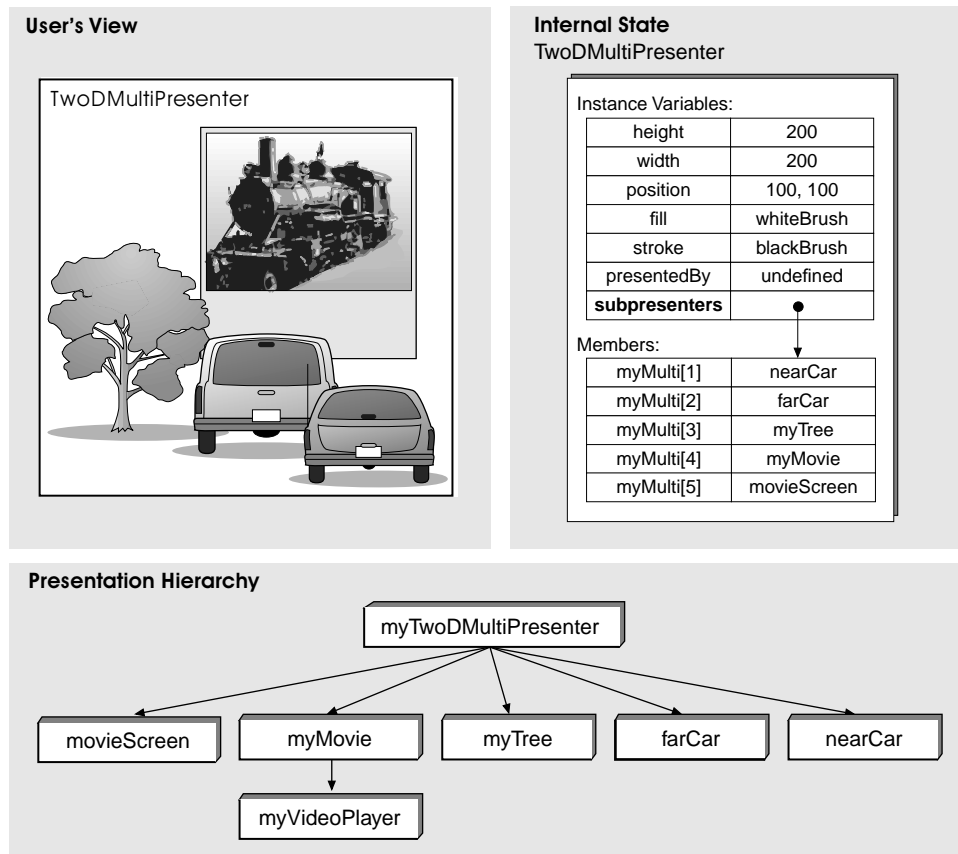 User's View
TwoDMultiPresenter
Internal State
TwoDMultiPresenter
Instance Variables:
height 200
width 200
position 100, 100
fill whiteBrush
stroke blackBrush
presentedBy undefined
subpresenters
Members:
myMulti[1] nearCar
myMulti[2] farCar
myMulti[3] myTree
myMulti[4] myMovie
myMulti[5] movieScreen
Presentation Hierarchy
myTwoDMultiPresenter
movieScreen myMovie myTree farCar nearCar
myVideoPlayer